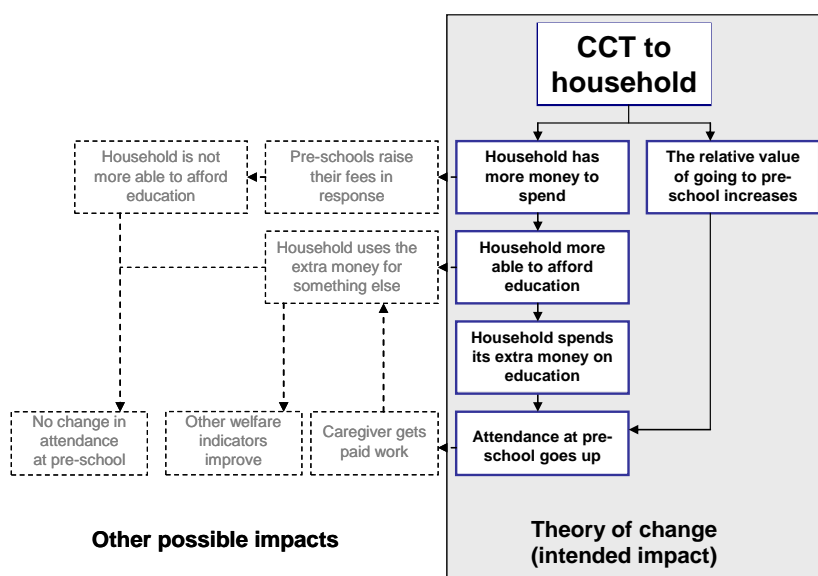 CCT to
household
Household is not
more able to afford
education
Pre-schools raise
their fees in
response
Household has
more money to
spend
The relative value
of going to pre-
school increases
Household uses the
extra money for
something else
Household more
able to afford
education
Household spends
its extra money on
education
No change in
attendance
at pre-school
Other welfare
indicators
improve
Caregiver gets
paid work
Attendance at pre-
school goes up
Other possible impacts
Theory of change
(intended impact)